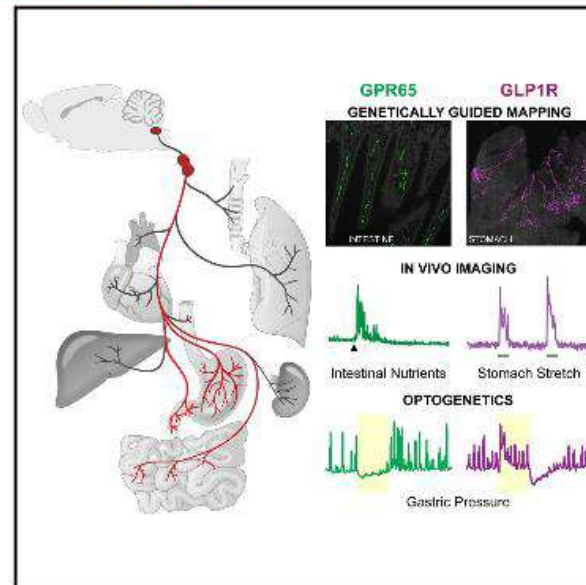 GPR65 GLP1R
GENETICALLY GUIDED MAPPING
INTESTINE STOMACH
IN VIVO IMAGING
Intestinal Nutrients Stomach Stretch
OPTOGENETICS
Gastric Pressure